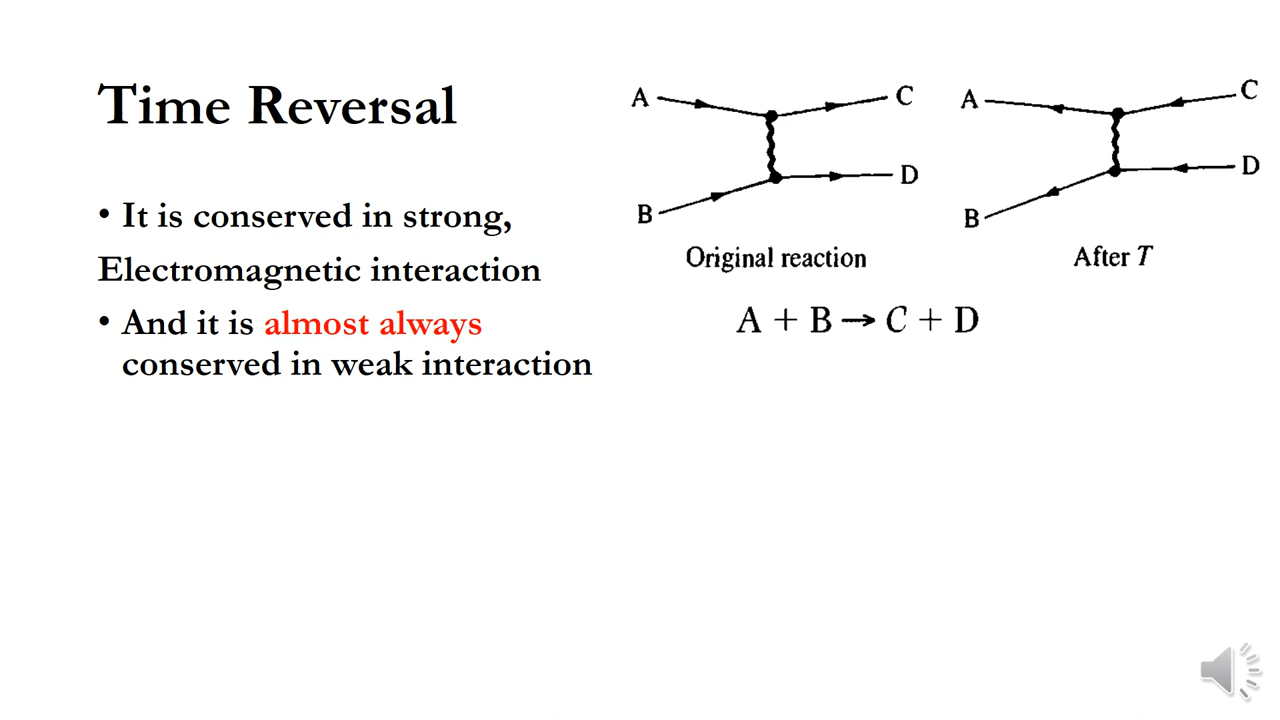 Time Reversal
• It is conserved in strong,
Electromagnetic interaction
• And it is almost always
conserved in weak interaction
A
C
B
D
Original reaction
A
C
B
D
After T
A + B → C + D